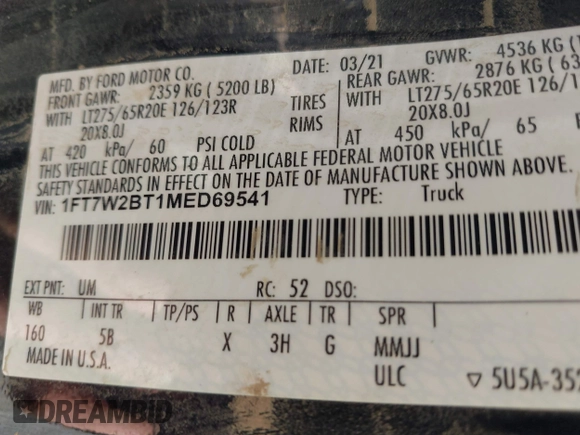 MFD. BY FORD MOTOR CO.
DATE: 03/21
GVWR: 4536 KG
FRONT GAWR: 2359 KG ( 5200 LB)
REAR GAWR: 2876 KG
WITH LT275/65R20E 126/123R TIRES
WITH LT275/65R20E 126/
20X8.0J RIMS
20X8.0J
AT 420 kPa/ 60 PSI COLD
AT 450 kPa/ 65
THIS VEHICLE CONFORMS TO ALL APPLICABLE FEDERAL MOTOR VEHICLE
SAFETY STANDARDS IN EFFECT ON THE DATE OF MANUFACTURE SHOWN ABOVE.
VIN: 1FT7W2BT1MED69541
TYPE: Truck
EXT PNT: UM RC: 52 DSO:
WB INT TR TP/PS R AXLE TR SPR
160 5B X 3H G MMJJ
MADE IN U.S.A. ULC
5U5A-352
DREAMBID